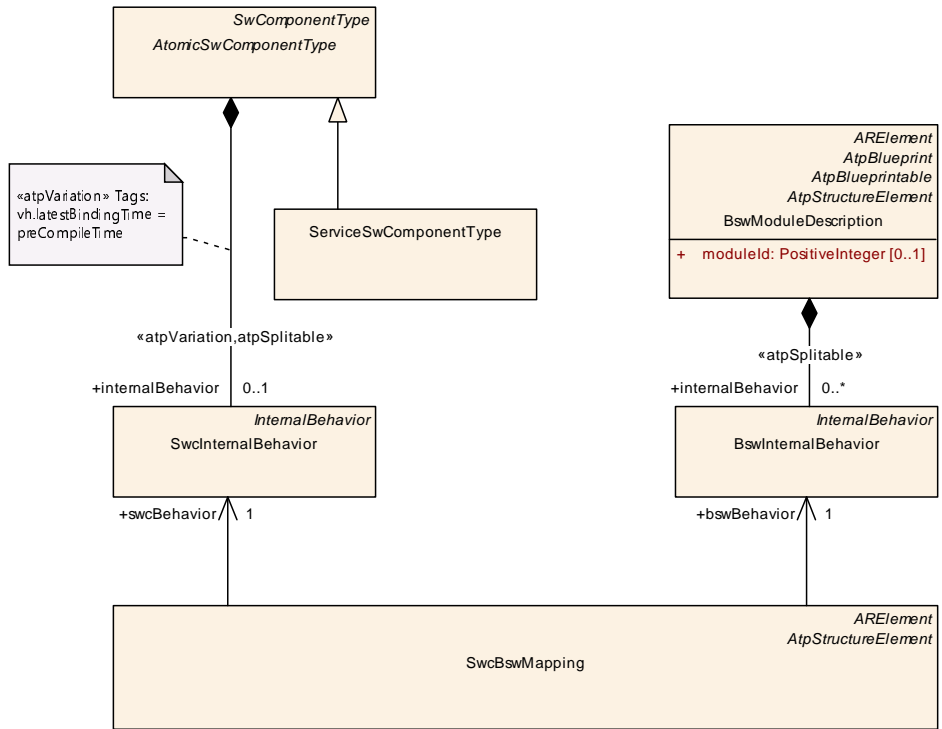 SwComponentType
AtomicSwComponentType
ARElement
AtpBlueprint
AtpBlueprintable
AtpStructureElement
BswModuleDescription
+ moduleId: PositiveInteger [0..1]
«atpVariation» Tags:
vh.latestBindingTime =
preCompileTime
ServiceSwComponentType
«atpVariation,atpSplitable»
«atpSplitable»
+internalBehavior 0..1
+internalBehavior 0..*
InternalBehavior
SwcInternalBehavior
InternalBehavior
BswInternalBehavior
+swcBehavior 1
+bswBehavior 1
ARElement
AtpStructureElement
SwcBswMapping